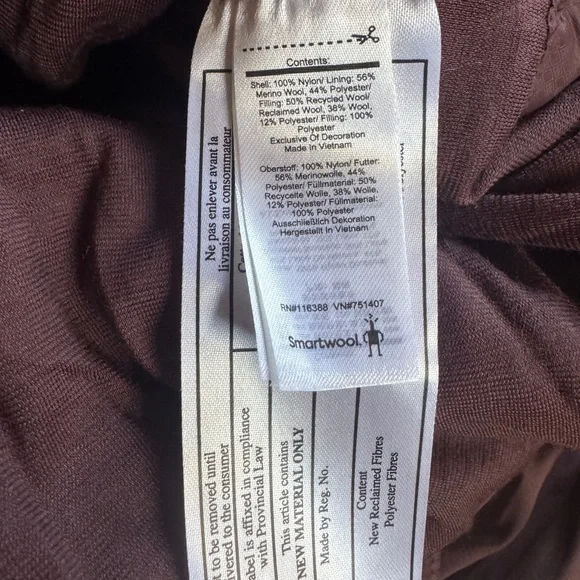 Contents:
Shell: 100% Nylon/ Lining: 56%
Merino Wool, 44% Polyester/
Filling: 50% Recycled Wool/
Reclaimed Wool, 38% Wool,
12% Polyester/ Filling: 100%
Polyester
Exclusive Of Decoration
Made In Vietnam
Oberstoff: 100% Nylon/ Futter:
56% Merinowolle, 44%
Polyester/ Füllmaterial: 50%
Recycelte Wolle, 38% Wolle,
12% Polyester/ Füllmaterial:
100% Polyester
Ausschließlich Dekoration
Hergestellt In Vietnam
RN#116388 VN#751407
Smartwool
Ne pas enlever avant la
livraison au consommateur
t to be removed until
ivered to the consumer
abel is affixed in compliance
with Provincial Law
This article contains
NEW MATERIAL ONLY
Made by Reg. No.
Content
New Reclaimed Fibres
Polyester Fibres